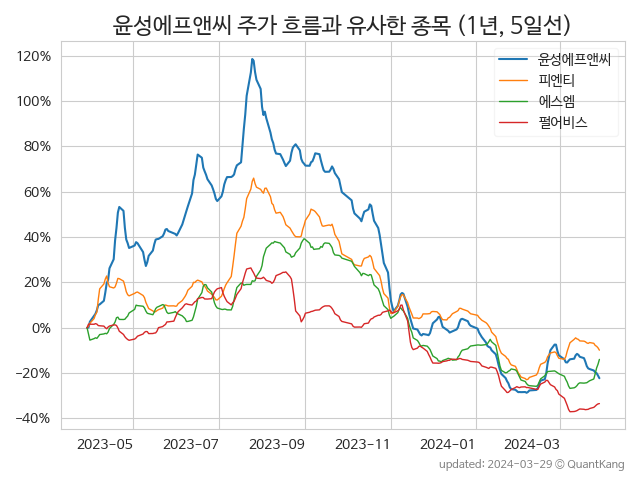 윤성에프앤씨 주가 흐름과 유사한 종목 (1년, 5일선)
윤성에프앤씨
피엔티
에스엠
펄어비스
120%
100%
80%
60%
40%
20%
0%
−20%
−40%
2023-05
2023-07
2023-09
2023-11
2024-01
2024-03
updated: 2024-03-29 © QuantKang